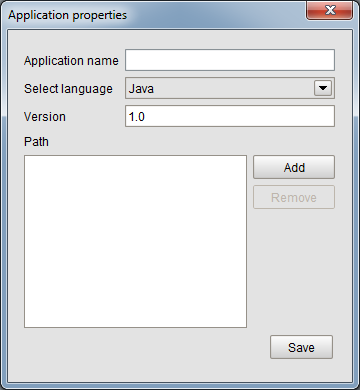 Application properties
Application name
Select language Java
Version 1.0
Path
Add
Remove
Save